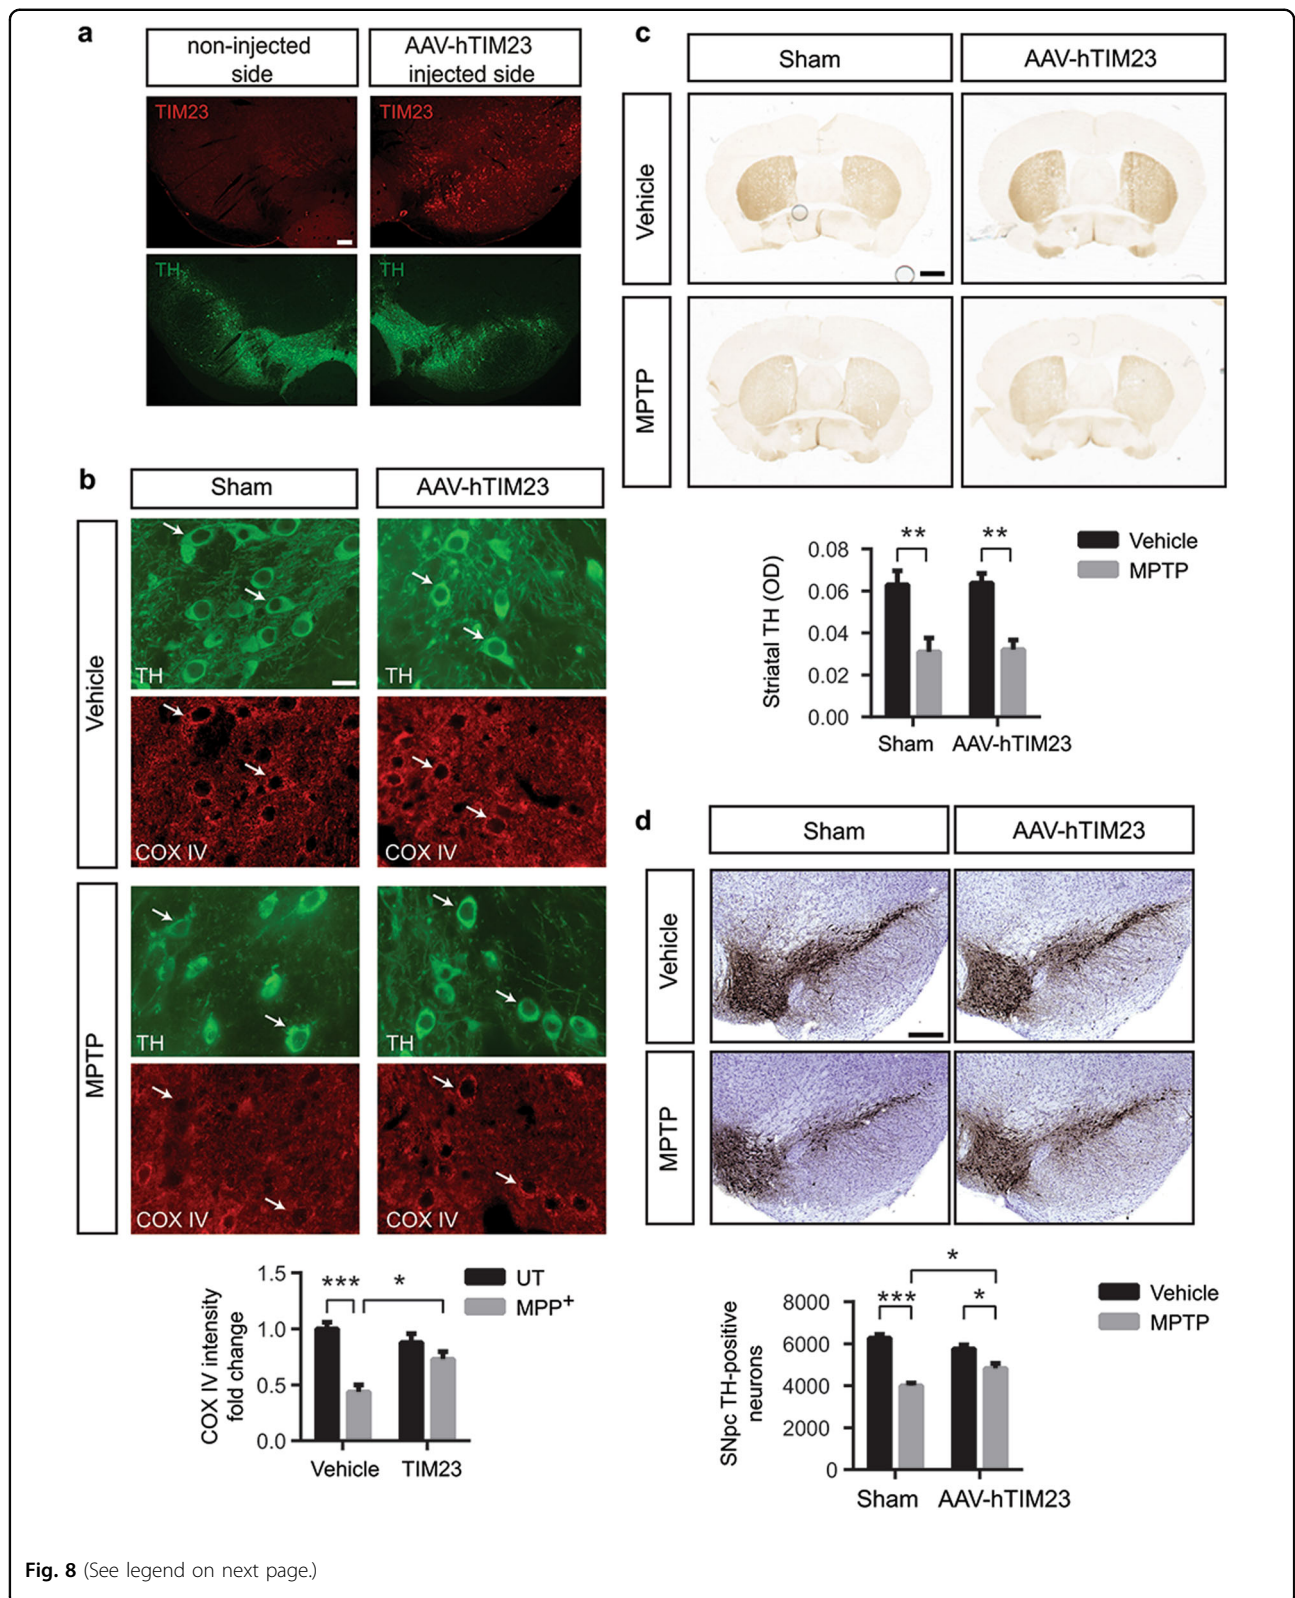 a
non-injected
side
AAV-hTIM23
injected side
TIM23
TIM23
TH
TH
b
Sham
AAV-hTIM23
Vehicle
TH
TH
COX IV
COX IV
MPTP
TH
TH
COX IV
COX IV
COX IV intensity
fold change
1.5
1.0
0.5
0.0
***
*
UT
MPP+
Vehicle
TIM23
c
Sham
AAV-hTIM23
Vehicle
MPTP
Striatal TH (OD)
0.08
0.06
0.04
0.02
0.00
**
**
Vehicle
MPTP
Sham
AAV-hTIM23
d
Sham
AAV-hTIM23
Vehicle
MPTP
SNpc TH-positive
neurons
8000
6000
4000
2000
0
*
***
*
Vehicle
MPTP
Sham
AAV-hTIM23
Fig. 8 (See legend on next page.)